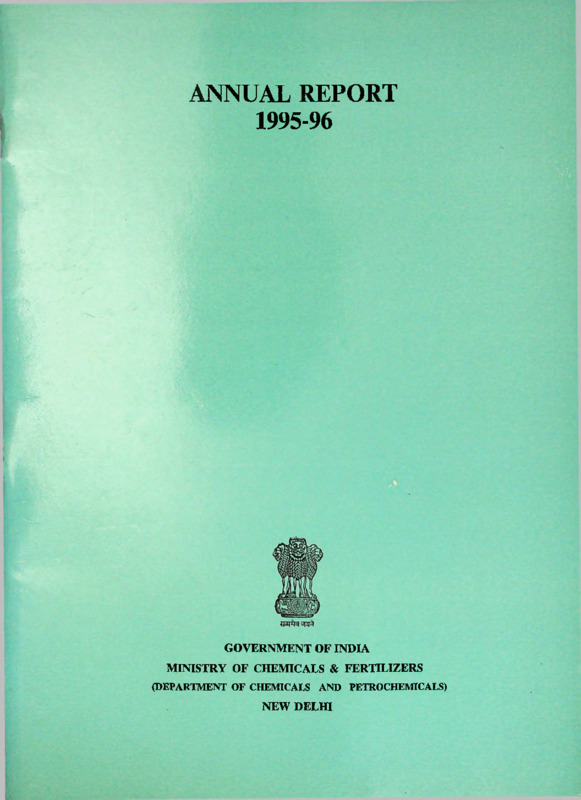 ANNUAL REPORT
1995-96
सत्यमेव जयते
GOVERNMENT OF INDIA
MINISTRY OF CHEMICALS & FERTILIZERS
(DEPARTMENT OF CHEMICALS AND PETROCHEMICALS)
NEW DELHI